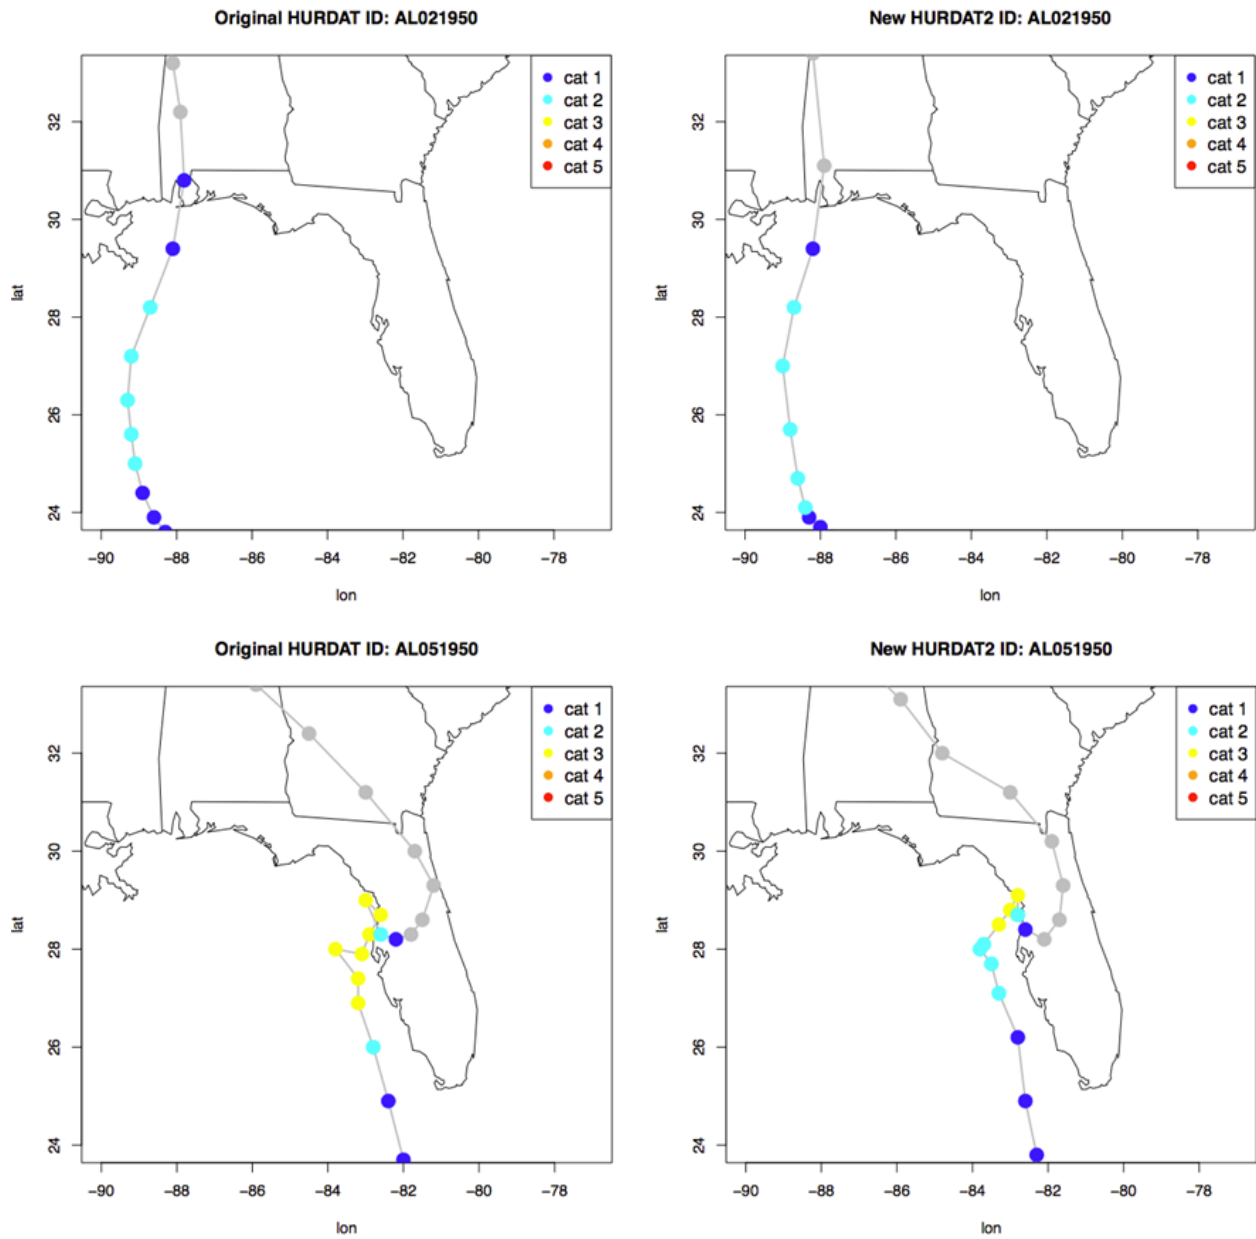 Original HURDAT ID: AL021950
cat 1
cat 2
cat 3
cat 4
cat 5
32
30
28
26
24
lat
−90 −88 −86 −84 −82 −80 −78
lon
New HURDAT2 ID: AL021950
cat 1
cat 2
cat 3
cat 4
cat 5
32
30
28
26
24
lat
−90 −88 −86 −84 −82 −80 −78
lon
Original HURDAT ID: AL051950
cat 1
cat 2
cat 3
cat 4
cat 5
32
30
28
26
24
lat
−90 −88 −86 −84 −82 −80 −78
lon
New HURDAT2 ID: AL051950
cat 1
cat 2
cat 3
cat 4
cat 5
32
30
28
26
24
lat
−90 −88 −86 −84 −82 −80 −78
lon